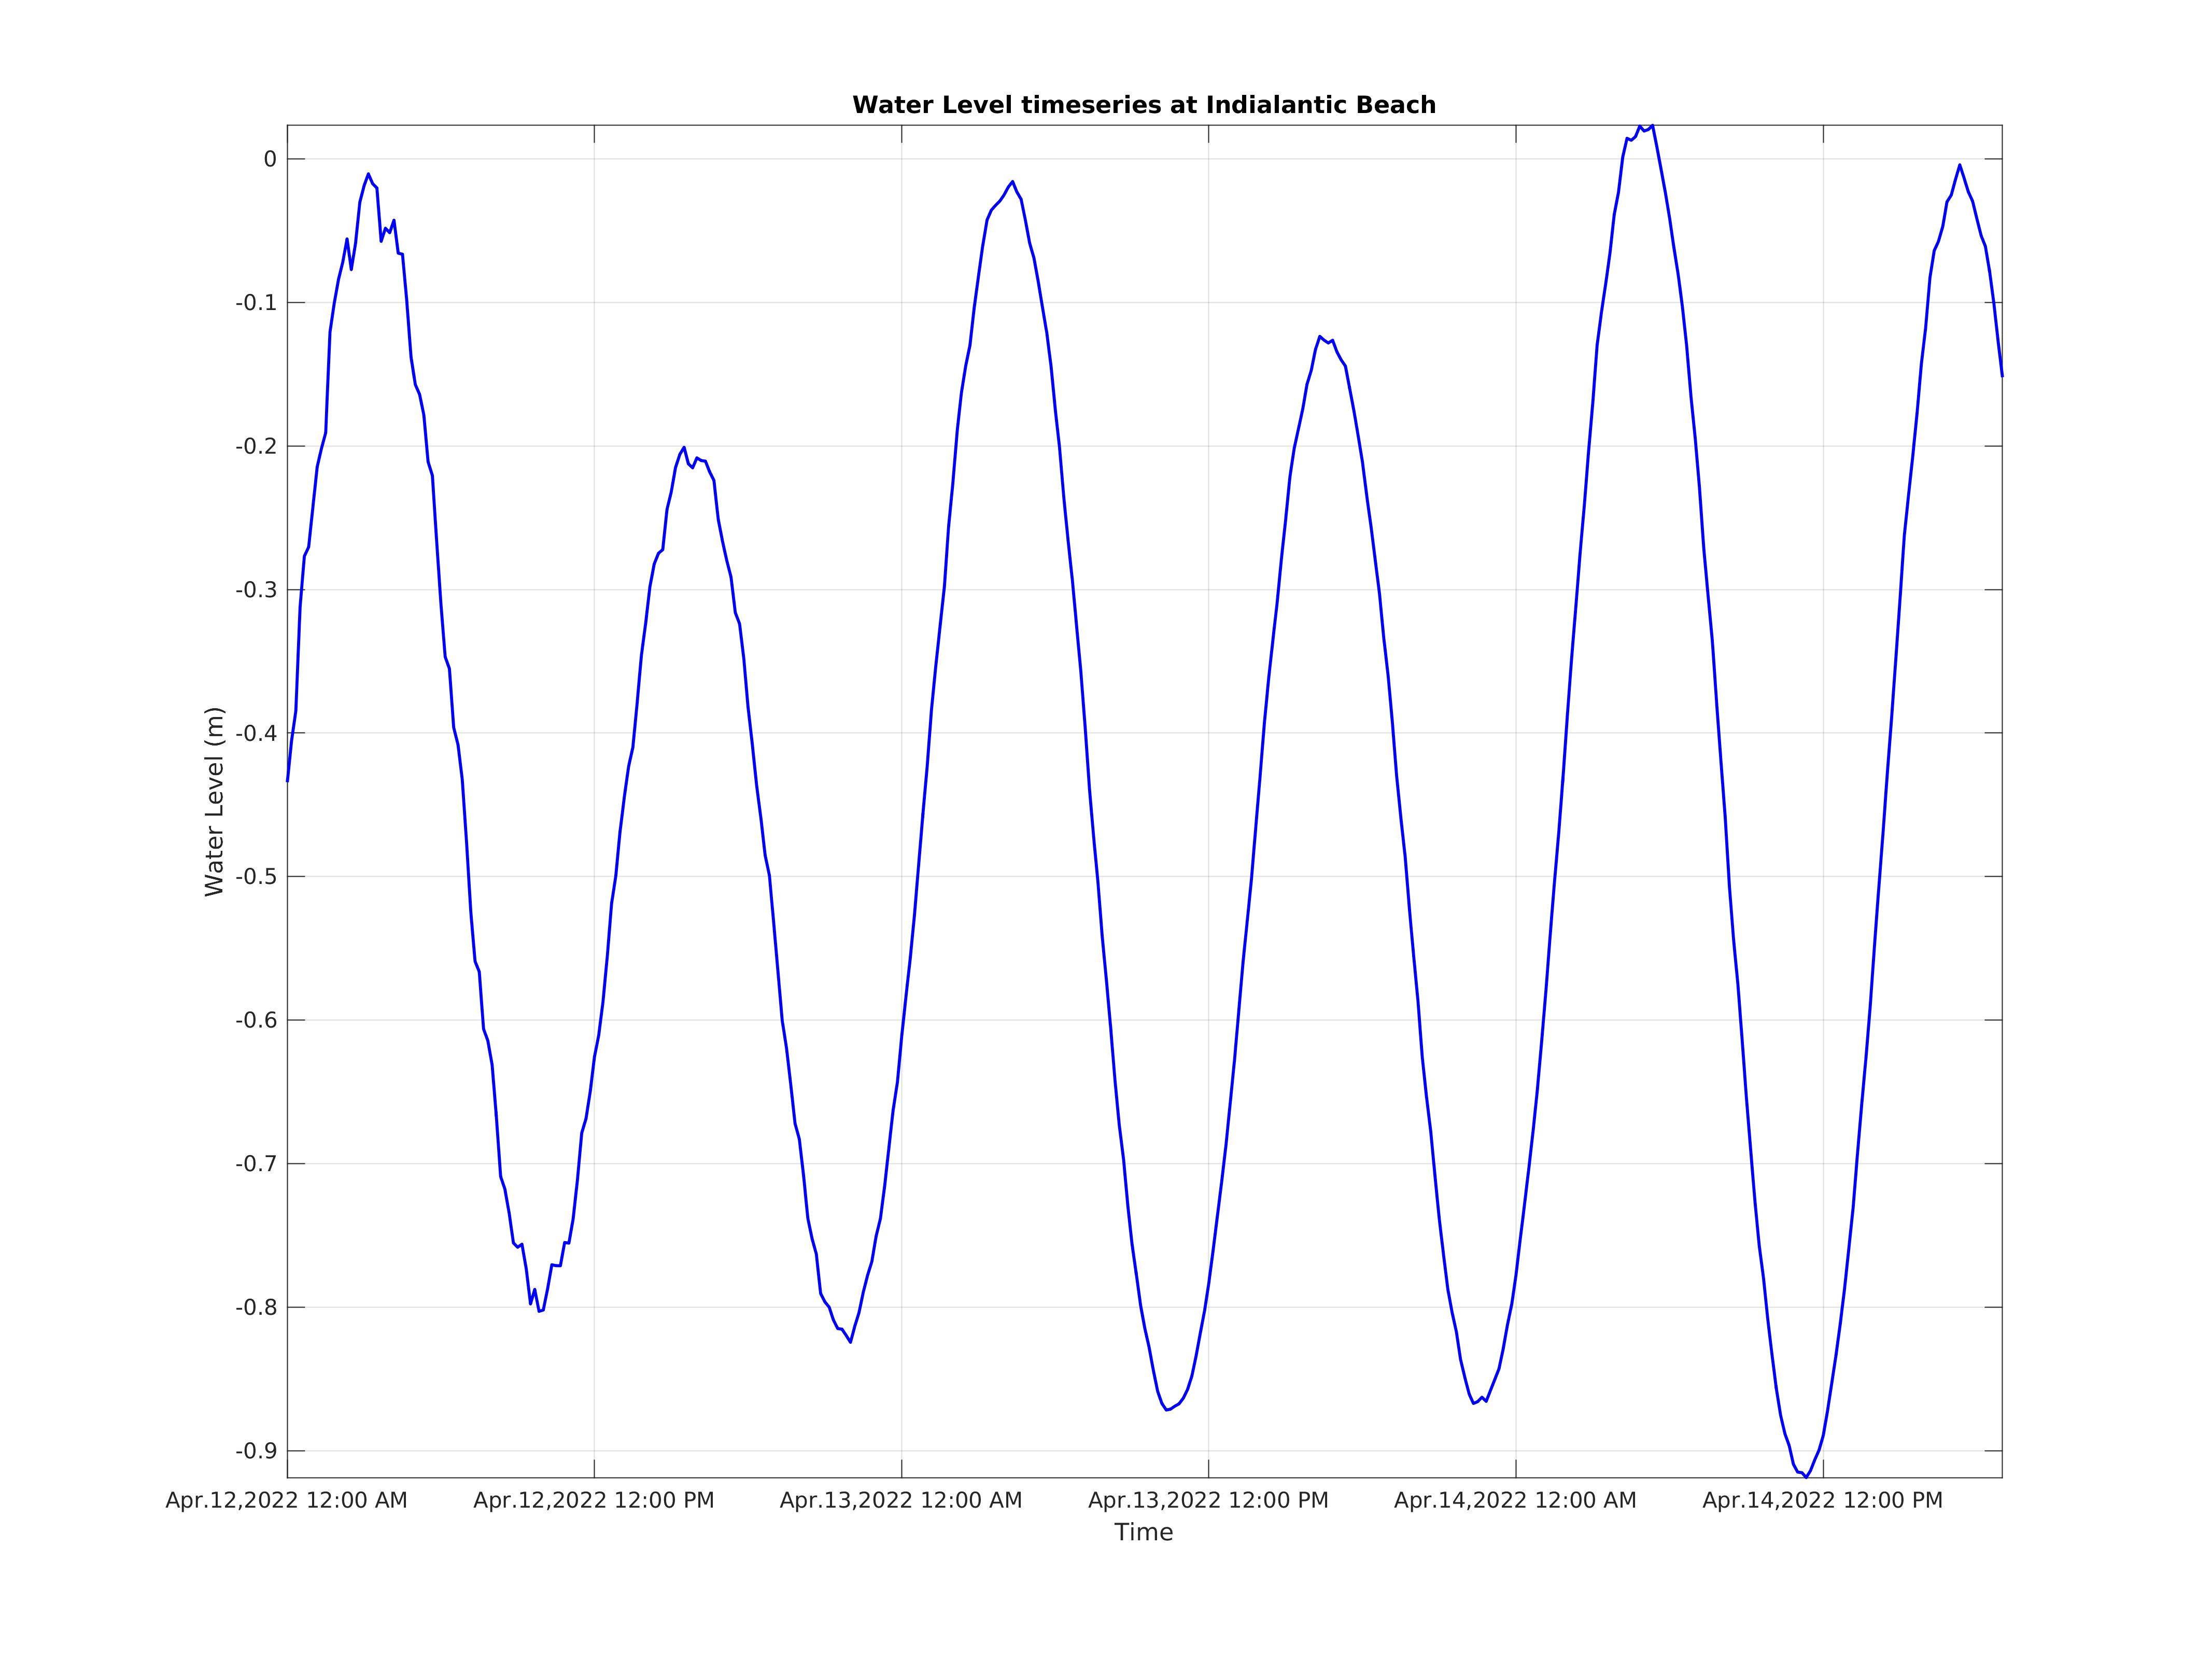 Water Level timeseries at Indialantic Beach
0
-0.1
-0.2
-0.3
-0.4
-0.5
-0.6
-0.7
-0.8
-0.9
Water Level (m)
Apr.12,2022 12:00 AM
Apr.12,2022 12:00 PM
Apr.13,2022 12:00 AM
Apr.13,2022 12:00 PM
Apr.14,2022 12:00 AM
Apr.14,2022 12:00 PM
Time